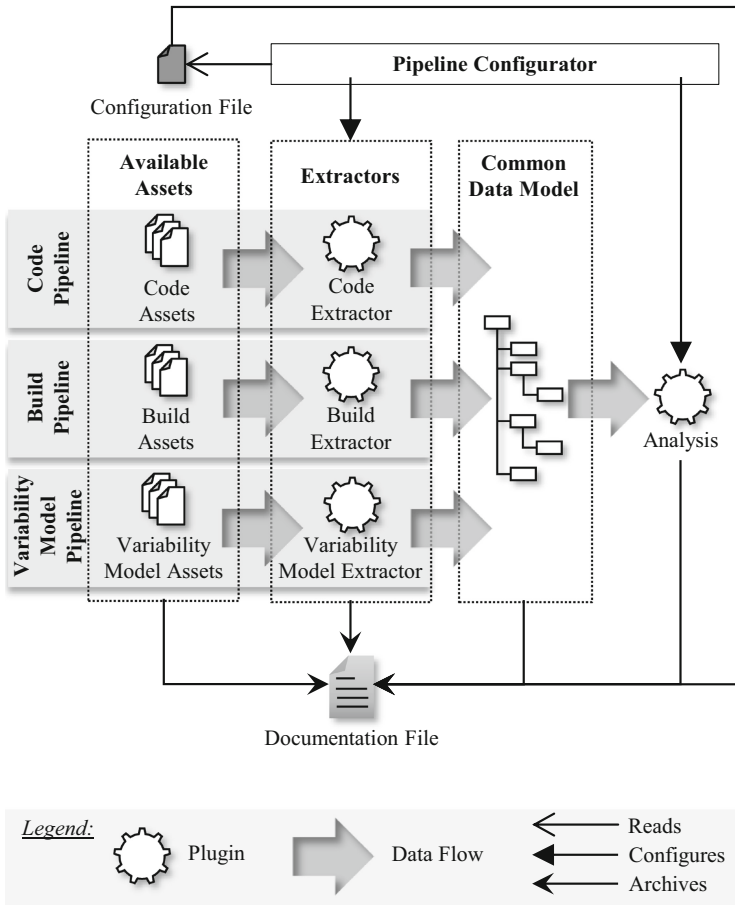 Pipeline Configurator
Configuration File
Available
Assets
Extractors
Common
Data Model
Code
Pipeline
Code
Assets
Code
Extractor
Build
Pipeline
Build
Assets
Build
Extractor
Analysis
Variability
Model
Pipeline
Variability
Model Assets
Variability
Model Extractor
Documentation File
Legend:
Plugin
Data Flow
Reads
Configures
Archives